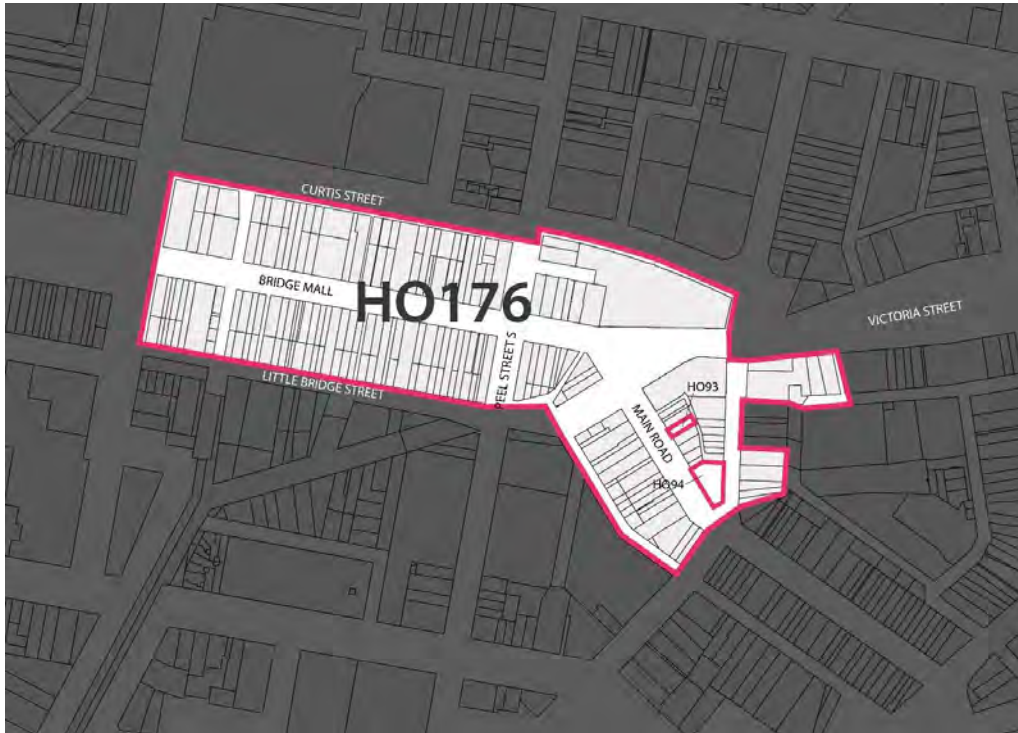 CURTIS STREET
BRIDGE MALL
HO176
VICTORIA STREET
PEEL STREET S
LITTLE BRIDGE STREET
HO93
MAIN ROAD
HO94